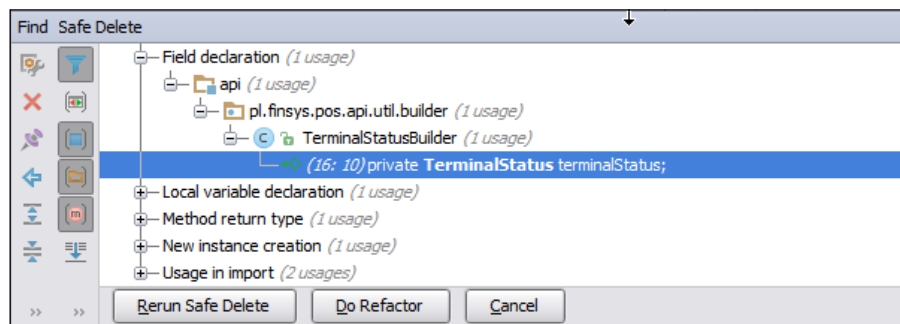 Find Safe Delete
Field declaration (1 usage)
api (1 usage)
pl.finsys.pos.api.util.builder (1 usage)
C TerminalStatusBuilder (1 usage)
(16: 10) private TerminalStatus terminalStatus;
Local variable declaration (1 usage)
Method return type (1 usage)
New instance creation (1 usage)
Usage in import (2 usages)
Rerun Safe Delete Do Refactor Cancel